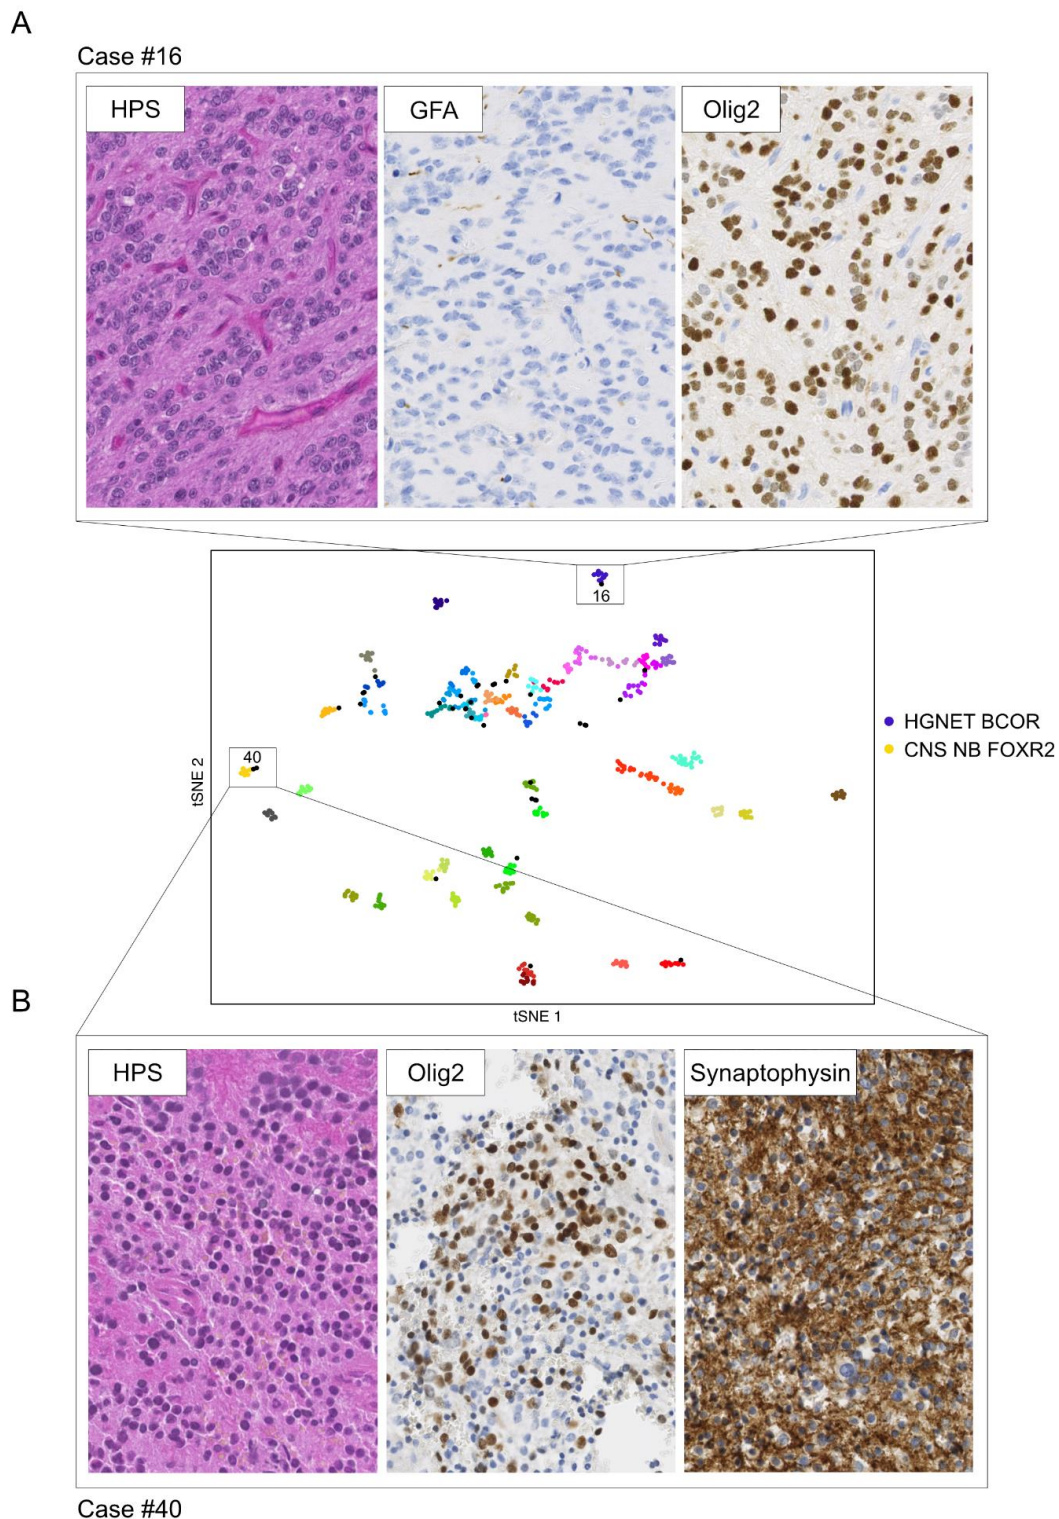 A
Case #16
HPS
GFA
Olig2
16
HGNET BCOR
CNS NB FOXR2
40
tSNE 2
tSNE 1
B
HPS
Olig2
Synaptophysin
Case #40